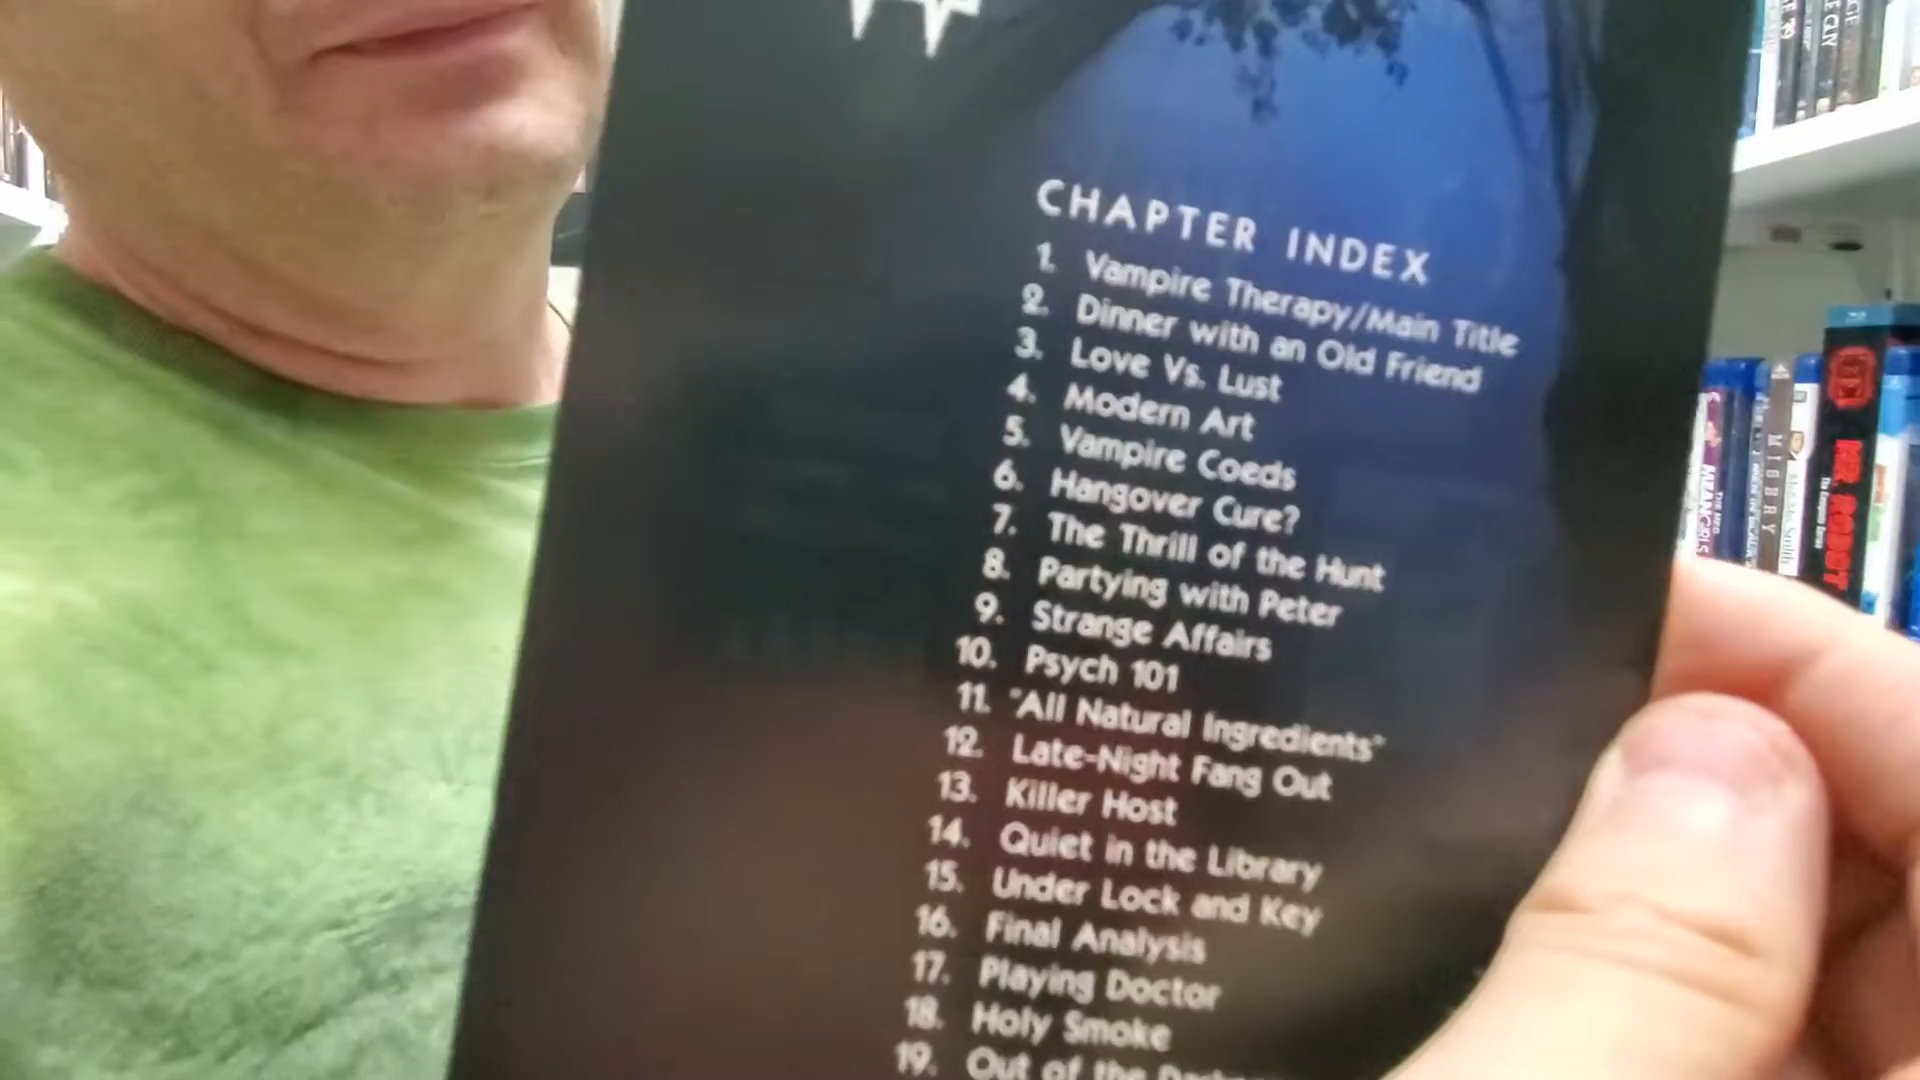 CHAPTER INDEX
1. Vampire Therapy/Main Title
2. Dinner with an Old Friend
3. Love Vs. Lust
4. Modern Art
5. Vampire Coeds
6. Hangover Cure?
7. The Thrill of the Hunt
8. Partying with Peter
9. Strange Affairs
10. Psych 101
11. "All Natural Ingredients"
12. Late-Night Fang Out
13. Killer Host
14. Quiet in the Library
15. Under Lock and Key
16. Final Analysis
17. Playing Doctor
18. Holy Smoke
19. Out of the
MISERY
MR. ROBOT